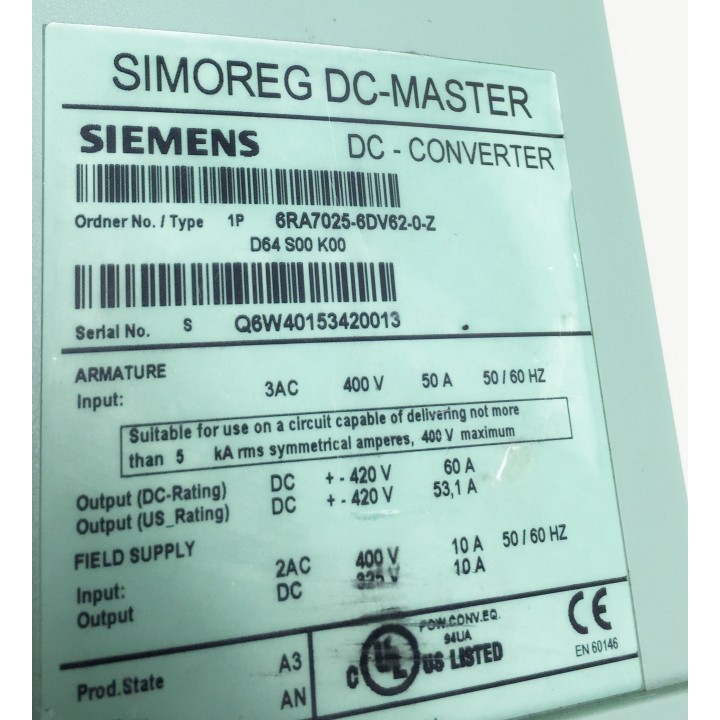 SIMOREG DC-MASTER
SIEMENS DC - CONVERTER
Ordner No. / Type 1P 6RA7025-6DV62-0-Z
D64 S00 K00
Serial No. S Q6W40153420013
ARMATURE
Input: 3AC 400 V 50 A 50 / 60 HZ
Suitable for use on a circuit capable of delivering not more
than 5 kA rms symmetrical amperes, 400 V maximum
Output (DC-Rating) DC + - 420 V 60 A
Output (US_Rating) DC + - 420 V 53,1 A
FIELD SUPPLY
Input: 2AC 400 V 10 A 50 / 60 HZ
Output DC 325 V 10 A
Prod.State A3
AN
C UL US LISTED
POW.CONV.EQ.
94UA
CE
EN 60146